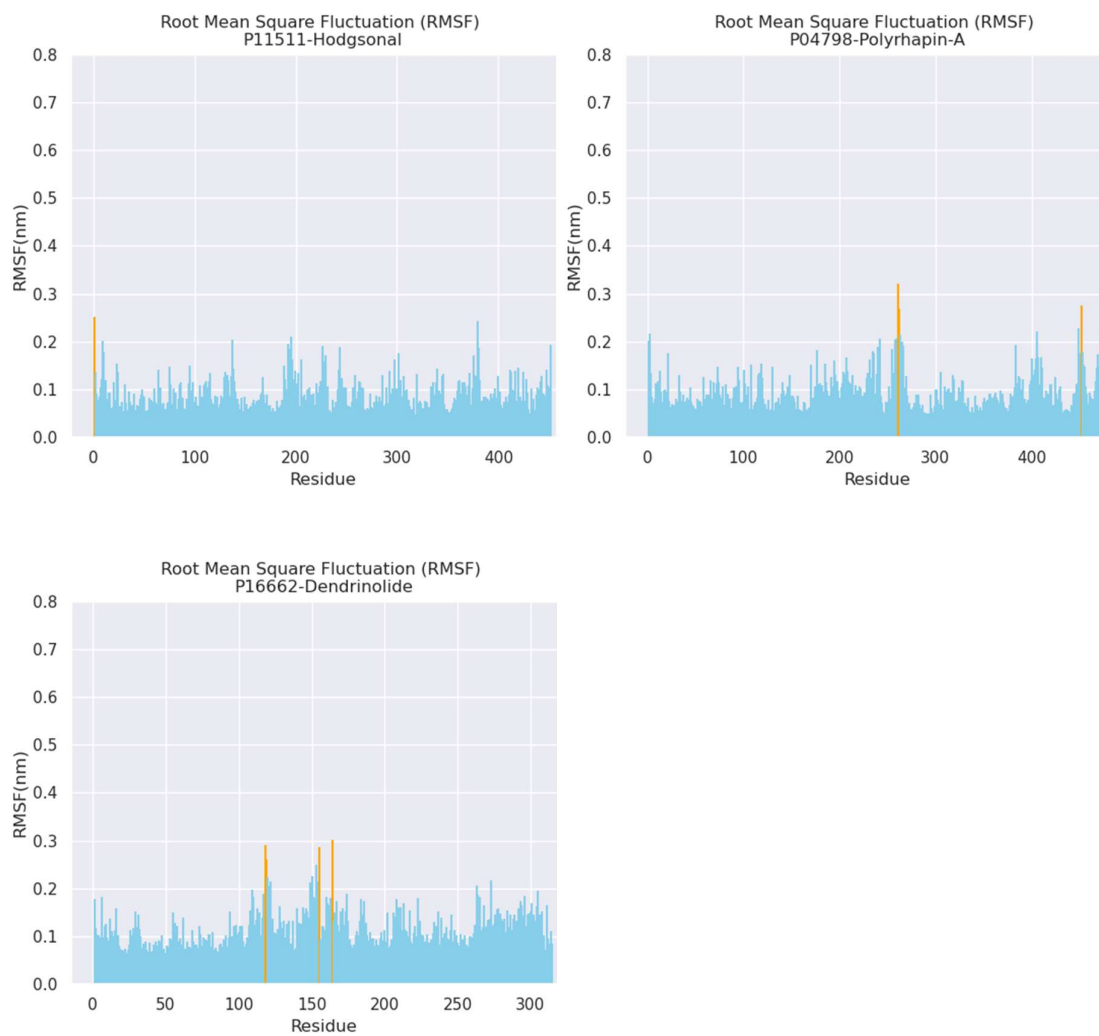 Root Mean Square Fluctuation (RMSF)
P11511-Hodgsonal
0.8
0.7
0.6
0.5
0.4
0.3
0.2
0.1
0.0
RMSF(nm)
0 100 200 300 400
Residue
Root Mean Square Fluctuation (RMSF)
P04798-Polyrhapin-A
0.8
0.7
0.6
0.5
0.4
0.3
0.2
0.1
0.0
RMSF(nm)
0 100 200 300 400
Residue
Root Mean Square Fluctuation (RMSF)
P16662-Dendrinolide
0.8
0.7
0.6
0.5
0.4
0.3
0.2
0.1
0.0
RMSF(nm)
0 50 100 150 200 250 300
Residue